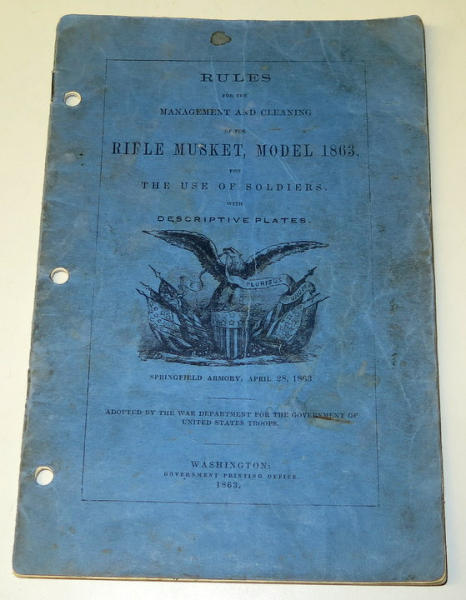 RULES
FOR THE
MANAGEMENT AND CLEANING
OF THE
RIFLE MUSKET, MODEL 1863,
FOR
THE USE OF SOLDIERS.
WITH
DESCRIPTIVE PLATES.
PLURIBUS
SPRINGFIELD ARMORY, APRIL 28, 1863
ADOPTED BY THE WAR DEPARTMENT FOR THE GOVERNMENT OF
UNITED STATES TROOPS.
WASHINGTON:
GOVERNMENT PRINTING OFFICE.
1863.